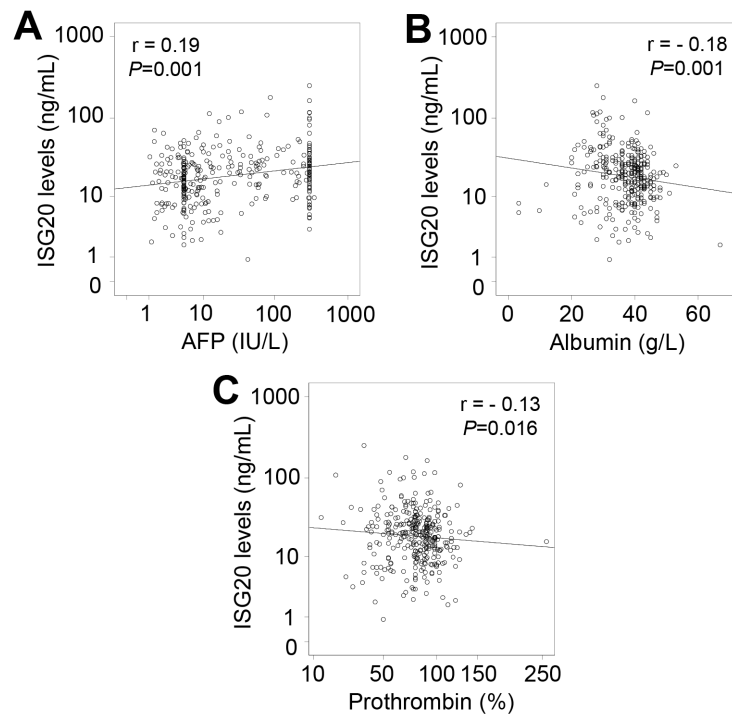 A
ISG20 levels (ng/mL)
1000
100
10
1
0
r = 0.19
P=0.001
1 10 100 1000
AFP (IU/L)
B
ISG20 levels (ng/mL)
1000
100
10
1
0
r = - 0.18
P=0.001
0 20 40 60
Albumin (g/L)
C
ISG20 levels (ng/mL)
1000
100
10
1
0
r = - 0.13
P=0.016
10 50 100 150 250
Prothrombin (%)